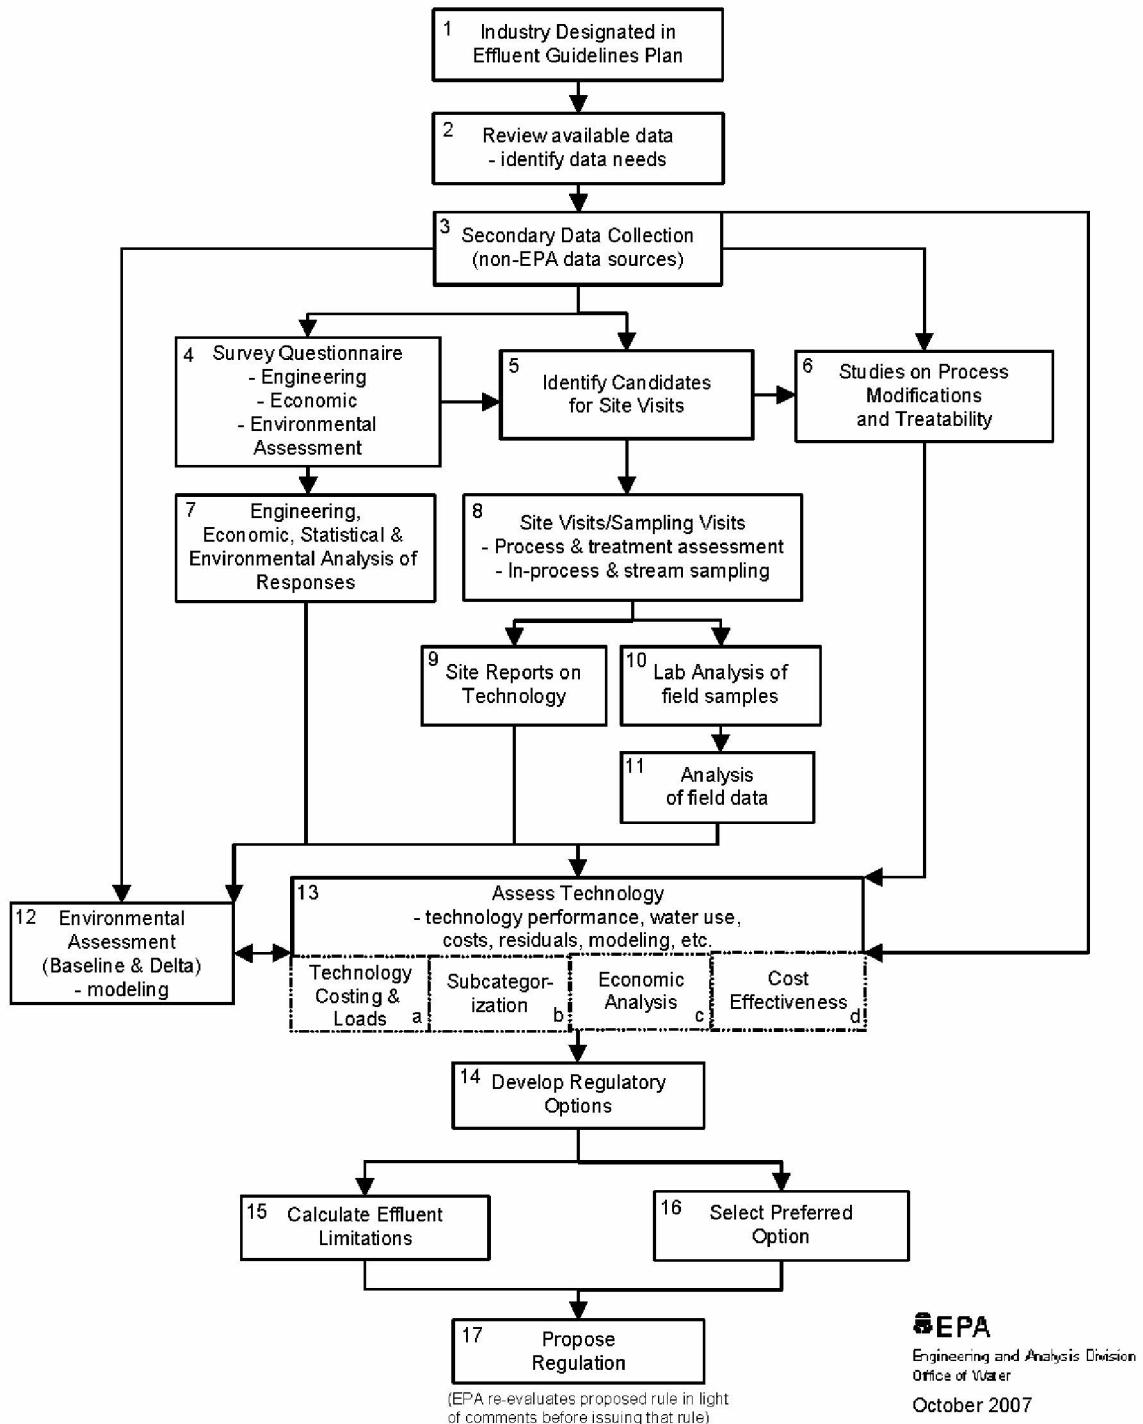 1 Industry Designated in
Effluent Guidelines Plan
2 Review available data
- identify data needs
3 Secondary Data Collection
(non-EPA data sources)
4 Survey Questionnaire
- Engineering
- Economic
- Environmental
Assessment
5 Identify Candidates
for Site Visits
6 Studies on Process
Modifications
and Treatability
7 Engineering,
Economic, Statistical &
Environmental Analysis of
Responses
8 Site Visits/Sampling Visits
- Process & treatment assessment
- In-process & stream sampling
9 Site Reports on
Technology
10 Lab Analysis of
field samples
11 Analysis
of field data
12 Environmental
Assessment
(Baseline & Delta)
- modeling
13 Assess Technology
- technology performance, water use,
costs, residuals, modeling, etc.
Technology
Costing &
Loads a
Subcategor-
ization b
Economic
Analysis c
Cost
Effectiveness d
14 Develop Regulatory
Options
15 Calculate Effluent
Limitations
16 Select Preferred
Option
17 Propose
Regulation
(EPA re-evaluates proposed rule in light
of comments before issuing that rule)
EPA
Engineering and Analysis Division
Office of Water
October 2007